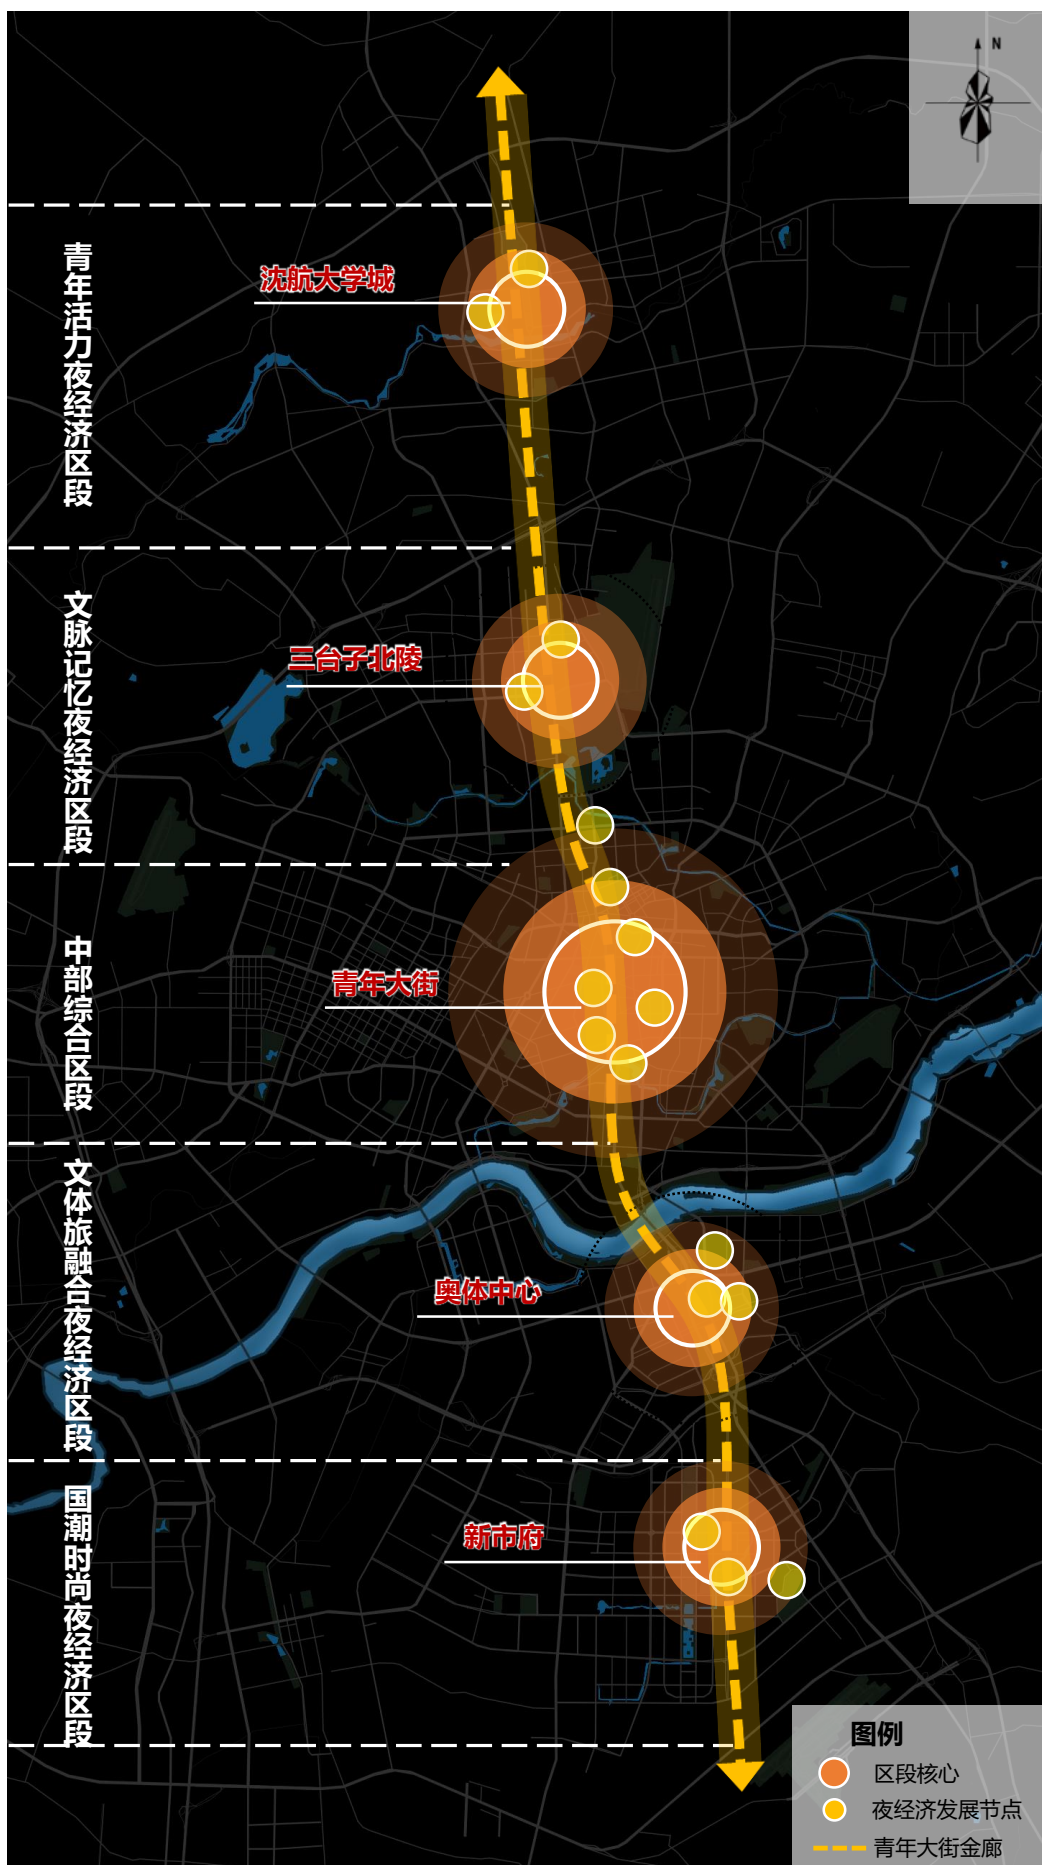 N
青年活力夜经济区段
沈航大学城
文脉记忆夜经济区段
三台子北陵
中部综合区段
青年大街
文体旅融合夜经济区段
奥体中心
国潮时尚夜经济区段
新市府
图例
区段核心
夜经济发展节点
青年大街金廊